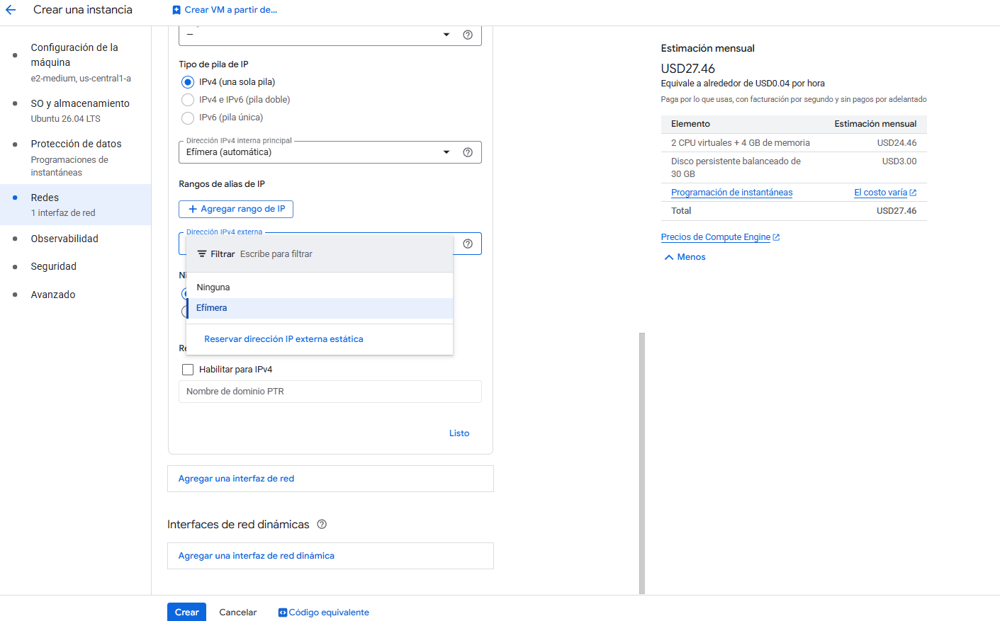 Crear una instancia
Crear VM a partir de...
Configuración de la
máquina
e2-medium, us-central1-a
SO y almacenamiento
Ubuntu 26.04 LTS
Protección de datos
Programaciones de
instantáneas
Redes
1 interfaz de red
Observabilidad
Seguridad
Avanzado
–
Tipo de pila de IP
IPv4 (una sola pila)
IPv4 e IPv6 (pila doble)
IPv6 (pila única)
Dirección IPv4 interna principal
Efímera (automática)
Rangos de alias de IP
Agregar rango de IP
Dirección IPv4 externa
Filtrar Escribe para filtrar
Ninguna
Efímera
Reservar dirección IP externa estática
Habilitar para IPv4
Nombre de dominio PTR
Listo
Agregar una interfaz de red
Interfaces de red dinámicas
Agregar una interfaz de red dinámica
Crear
Cancelar
Código equivalente
Estimación mensual
USD27.46
Equivale a alrededor de USD0.04 por hora
Paga por lo que usas, con facturación por segundo y sin pagos por adelantado
Elemento Estimación mensual
2 CPU virtuales + 4 GB de memoria USD24.46
Disco persistente balanceado de USD3.00
30 GB
Programación de instantáneas El costo varía
Total USD27.46
Precios de Compute Engine
Menos